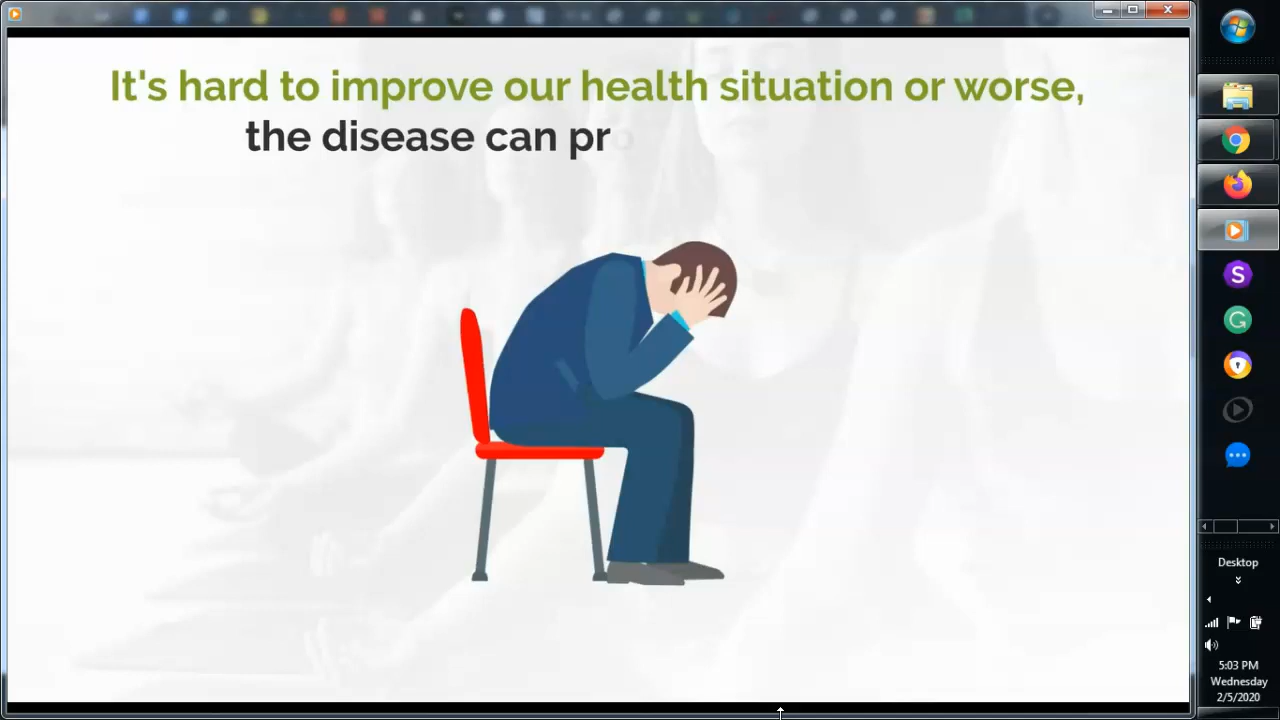 It's hard to improve our health situation or worse,
the disease can pro
S
G
Desktop
5:03 PM
Wednesday
2/5/2020